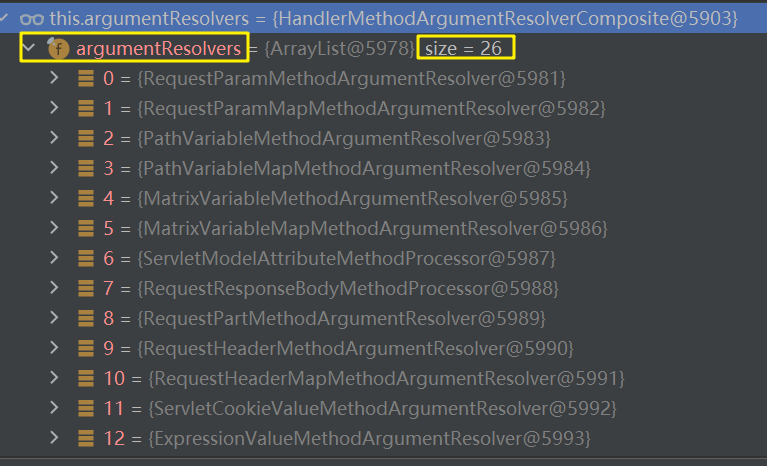 this.argumentResolvers = {HandlerMethodArgumentResolverComposite@5903}
f argumentResolvers = {ArrayList@5978} size = 26
0 = {RequestParamMethodArgumentResolver@5981}
1 = {RequestParamMapMethodArgumentResolver@5982}
2 = {PathVariableMethodArgumentResolver@5983}
3 = {PathVariableMapMethodArgumentResolver@5984}
4 = {MatrixVariableMethodArgumentResolver@5985}
5 = {MatrixVariableMapMethodArgumentResolver@5986}
6 = {ServletModelAttributeMethodProcessor@5987}
7 = {RequestResponseBodyMethodProcessor@5988}
8 = {RequestPartMethodArgumentResolver@5989}
9 = {RequestHeaderMethodArgumentResolver@5990}
10 = {RequestHeaderMapMethodArgumentResolver@5991}
11 = {ServletCookieValueMethodArgumentResolver@5992}
12 = {ExpressionValueMethodArgumentResolver@5993}